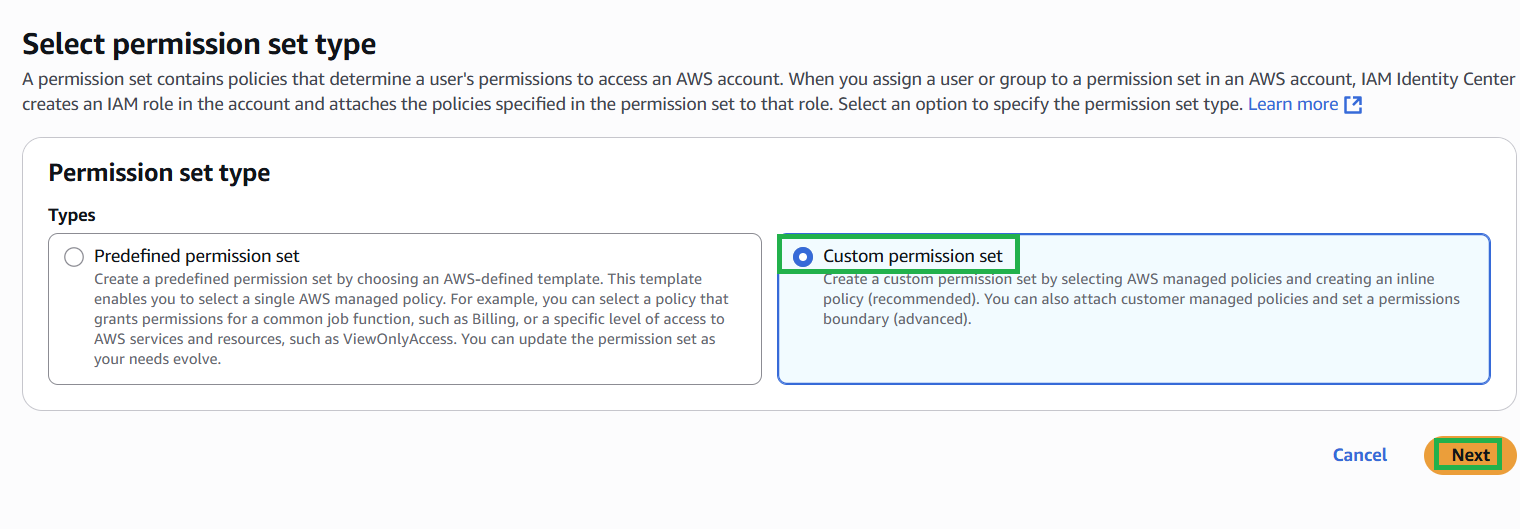 Select permission set type
A permission set contains policies that determine a user's permissions to access an AWS account. When you assign a user or group to a permission set in an AWS account, IAM Identity Center
creates an IAM role in the account and attaches the policies specified in the permission set to that role. Select an option to specify the permission set type. Learn more
Permission set type
Types
Predefined permission set
Create a predefined permission set by choosing an AWS-defined template. This template
enables you to select a single AWS managed policy. For example, you can select a policy that
grants permissions for a common job function, such as Billing, or a specific level of access to
AWS services and resources, such as ViewOnlyAccess. You can update the permission set as
your needs evolve.
Custom permission set
Create a custom permission set by selecting AWS managed policies and creating an inline
policy (recommended). You can also attach customer managed policies and set a permissions
boundary (advanced).
Cancel
Next